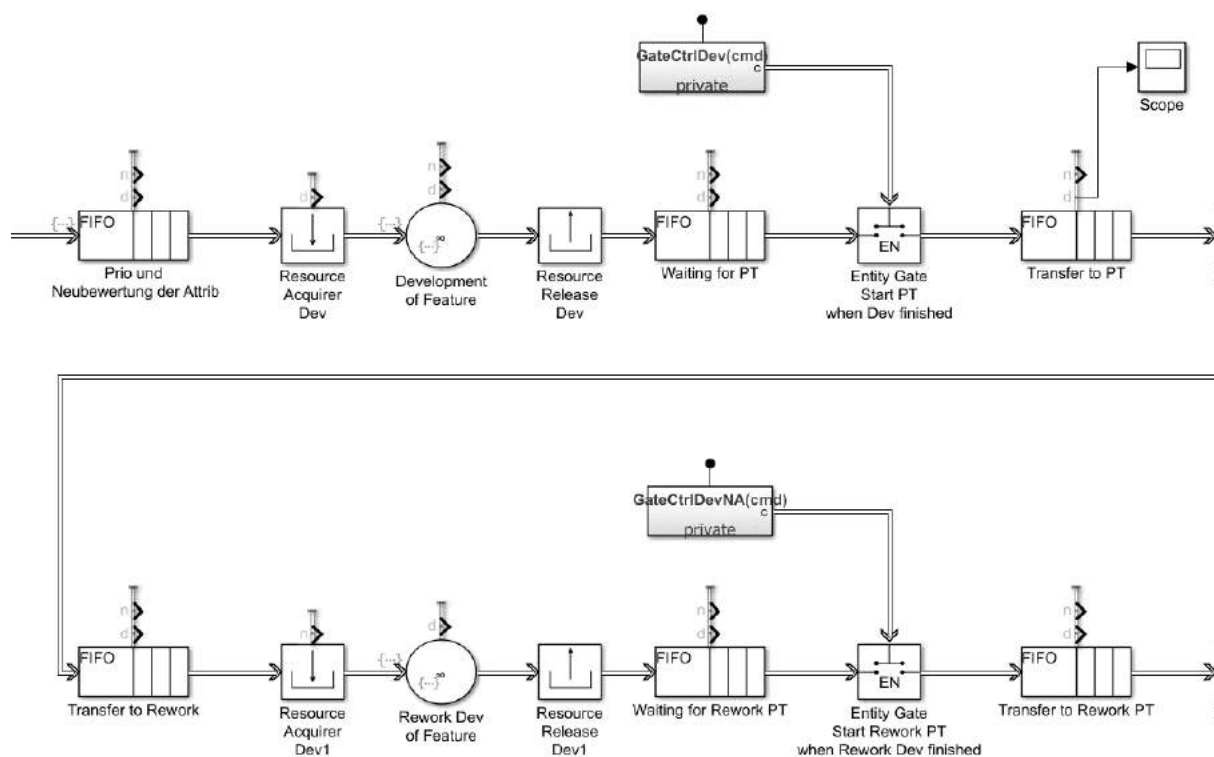 GateCtrlDev(cmd)
c
private
Scope
n
d
d
n
d
n
d
n
d
{...}
FIFO
{...}
{...}
∞
FIFO
EN
FIFO
Prio und
Neubewertung der Attrib
Resource
Acquirer
Dev
Development
of Feature
Resource
Release
Dev
Waiting for PT
Entity Gate
Start PT
when Dev finished
Transfer to PT
GateCtrlDevNA(cmd)
c
private
n
d
n
d
n
d
n
d
FIFO
{...}
{...}
∞
FIFO
EN
FIFO
Transfer to Rework
Resource
Acquirer
Dev1
Rework Dev
of Feature
Resource
Release
Dev1
Waiting for Rework PT
Entity Gate
Start Rework PT
when Rework Dev finished
Transfer to Rework PT